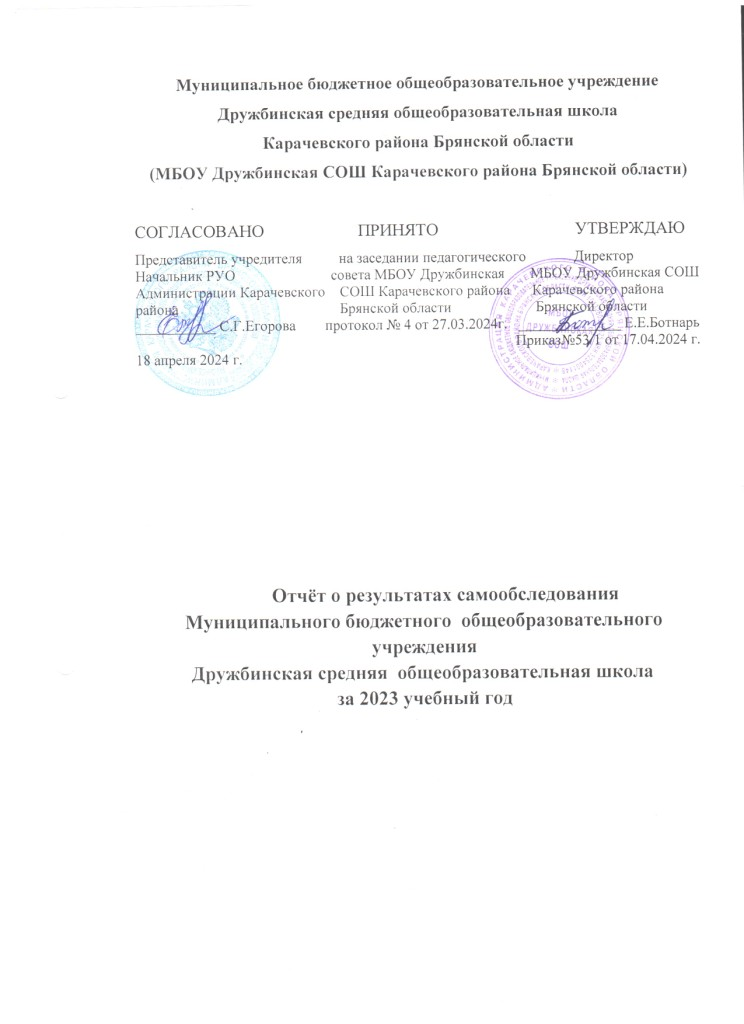 Муниципальное бюджетное общеобразовательное учреждение
Дружбинская средняя общеобразовательная школа
Карачевского района Брянской области
(МБОУ Дружбинская СОШ Карачевского района Брянской области)
СОГЛАСОВАНО
Представитель учредителя
Начальник РУО
Администрации Карачевского
района
С.Г.Егорова
18 апреля 2024 г.
ПРИНЯТО
на заседании педагогического
совета МБОУ Дружбинская
СОШ Карачевского района
Брянской области
протокол № 4 от 27.03.2024г.
УТВЕРЖДАЮ
Директор
МБОУ Дружбинская СОШ
Карачевского района
Брянской области
Е.Е.Ботнарь
Приказ№53/1 от 17.04.2024 г.
Отчёт о результатах самообследования
Муниципального бюджетного общеобразовательного
учреждения
Дружбинская средняя общеобразовательная школа
за 2023 учебный год